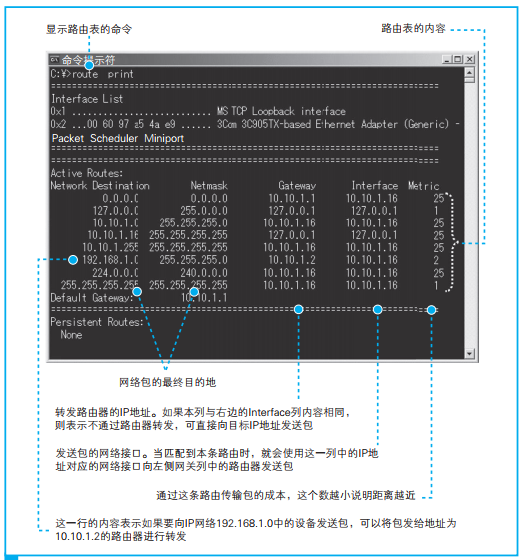 显示路由表的命令
路由表的内容
命令提示符
C:¥>route print
Interface List
0x1 ........................... MS TCP Loopback interface
0x2 ...00 60 97 a5 4a e9 ...... 3Com 3C905TX-based Ethernet Adapter (Generic) -
Packet Scheduler Miniport
Active Routes:
Network Destination Netmask Gateway Interface Metric
0.0.0.0 0.0.0.0 10.10.1.1 10.10.1.16 25
127.0.0.0 255.0.0.0 127.0.0.1 127.0.0.1 1
10.10.1.0 255.255.255.0 10.10.1.16 10.10.1.16 25
10.10.1.16 255.255.255.255 127.0.0.1 127.0.0.1 25
10.10.1.255 255.255.255.255 10.10.1.16 10.10.1.16 25
192.168.1.0 255.255.255.0 10.10.1.2 10.10.1.16 2
224.0.0.0 240.0.0.0 10.10.1.16 10.10.1.16 25
255.255.255.255 255.255.255.255 10.10.1.16 10.10.1.16 1
Default Gateway: 10.10.1.1
Persistent Routes:
None
网络包的最终目的地
转发路由器的IP地址。如果本列与右边的Interface列内容相同，
则表示不通过路由器转发，可直接向目标IP地址发送包
发送包的网络接口。当匹配到本条路由时，就会使用这一列中的IP地
址对应的网络接口向左侧网关列中的路由器发送包
通过这条路由传输包的成本，这个数越小说明距离越近
这一行的内容表示如果要向IP网络192.168.1.0中的设备发送包，可以将包发给地址为
10.10.1.2的路由器进行转发